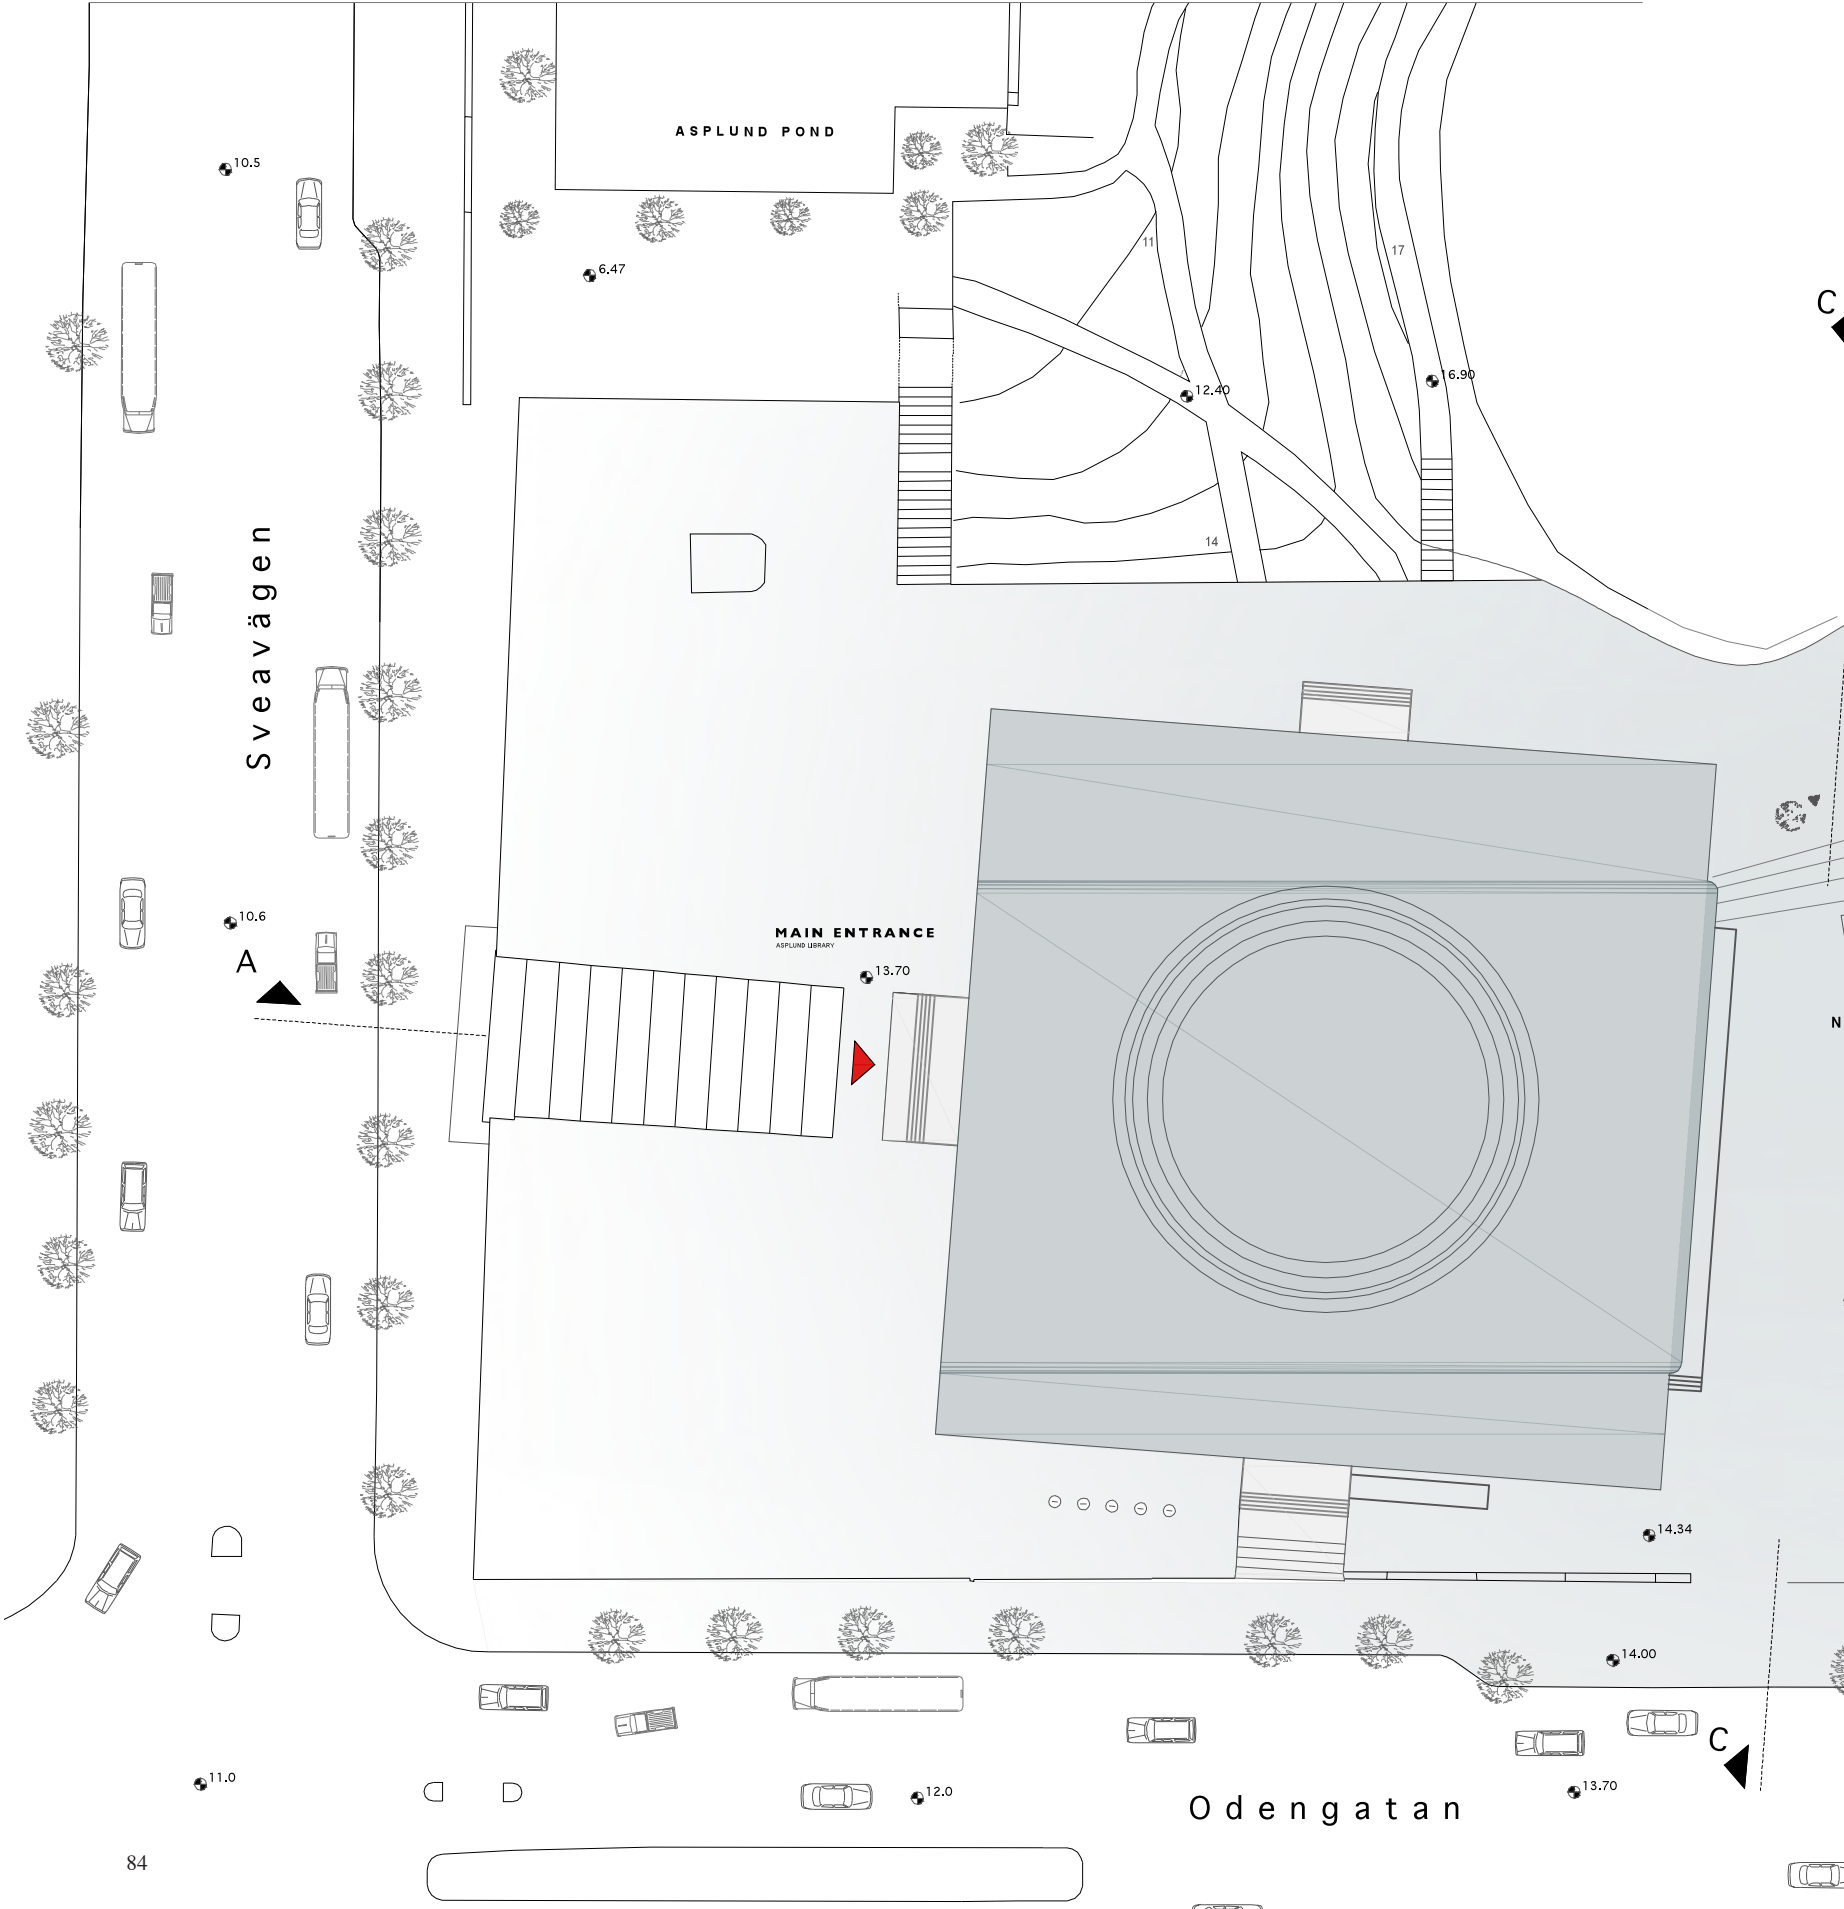 ASPLUND POND
10.5
6.47
11
17
C
12.40
16.90
14
Sveavägen
10.6
A
MAIN ENTRANCE
ASPLUND LIBRARY
13.70
N
14.34
14.00
C
11.0
12.0
13.70
Odengatan
84